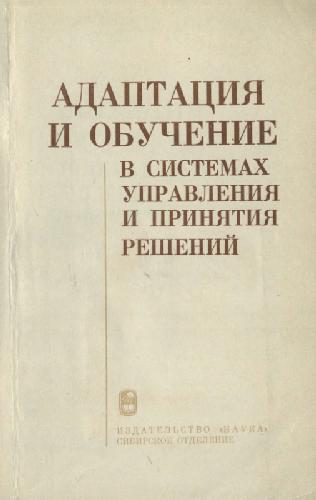 АДАПТАЦИЯ
И ОБУЧЕНИЕ
В СИСТЕМАХ
УПРАВЛЕНИЯ
И ПРИНЯТИЯ
РЕШЕНИЙ
ИЗДАТЕЛЬСТВО «НАУКА»
СИБИРСКОЕ ОТДЕЛЕНИЕ